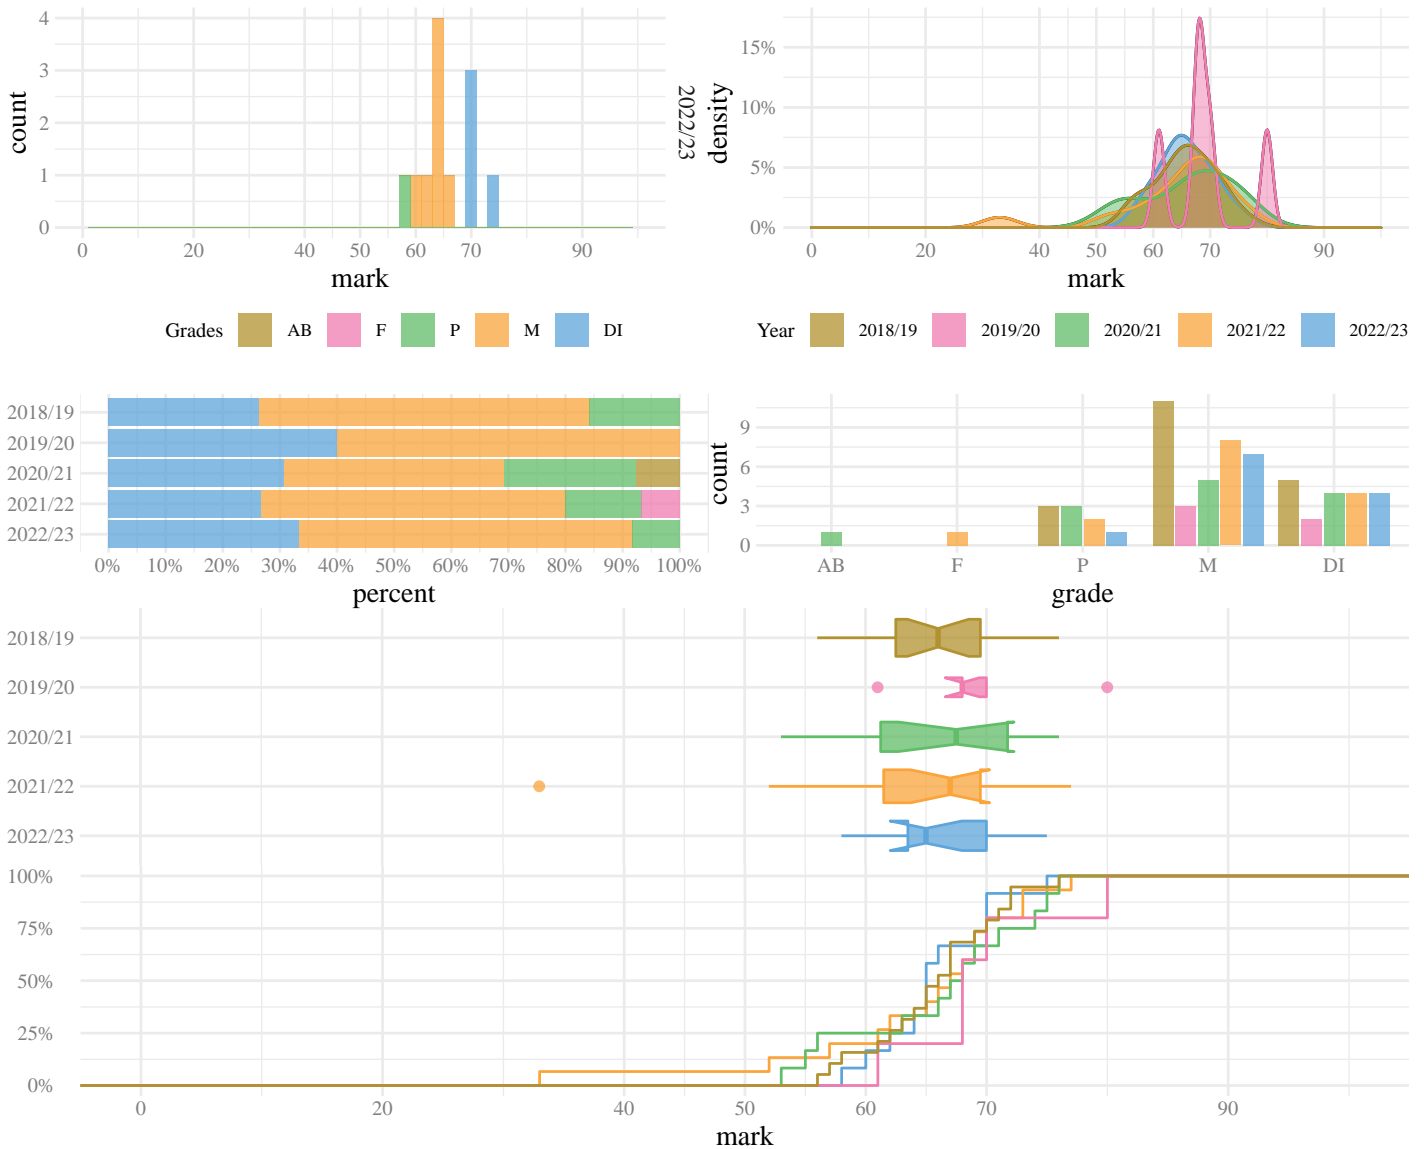 4
3
2
1
0
count
0 20 40 50 60 70 90
mark
2022/23
15%
10%
5%
0%
density
0 20 40 50 60 70 90
mark
Grades AB F P M DI
Year 2018/19 2019/20 2020/21 2021/22 2022/23
2018/19
2019/20
2020/21
2021/22
2022/23
0% 10% 20% 30% 40% 50% 60% 70% 80% 90% 100%
percent
9
6
3
0
count
AB F P M DI
grade
2018/19
2019/20
2020/21
2021/22
2022/23
100%
75%
50%
25%
0%
0 20 40 50 60 70 90
mark